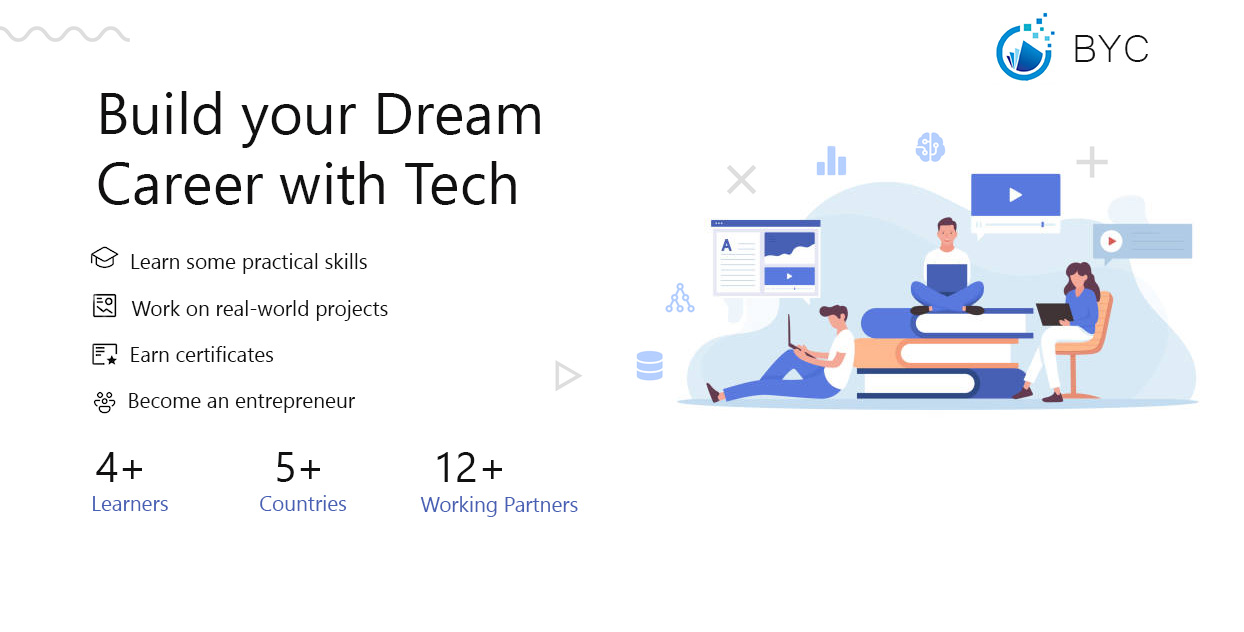 BYC
Build your Dream
Career with Tech
Learn some practical skills
Work on real-world projects
Earn certificates
Become an entrepreneur
4+
Learners
5+
Countries
12+
Working Partners
A